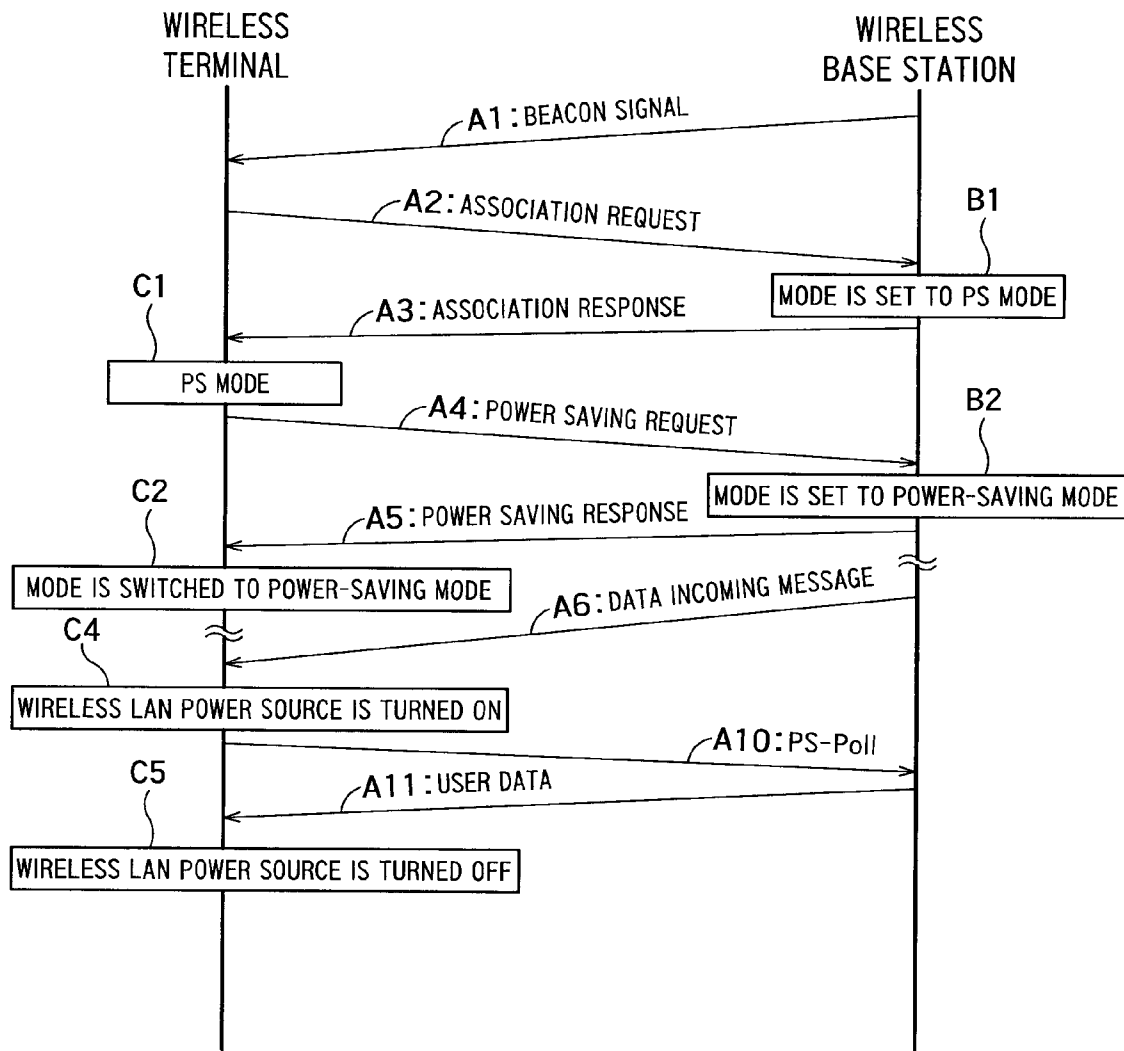 WIRELESS
TERMINAL
WIRELESS
BASE STATION
A1: BEACON SIGNAL
A2: ASSOCIATION REQUEST
B1
MODE IS SET TO PS MODE
C1
A3: ASSOCIATION RESPONSE
PS MODE
A4: POWER SAVING REQUEST
B2
MODE IS SET TO POWER-SAVING MODE
C2
A5: POWER SAVING RESPONSE
MODE IS SWITCHED TO POWER-SAVING MODE
A6: DATA INCOMING MESSAGE
C4
WIRELESS LAN POWER SOURCE IS TURNED ON
A10: PS-Poll
C5
A11: USER DATA
WIRELESS LAN POWER SOURCE IS TURNED OFF